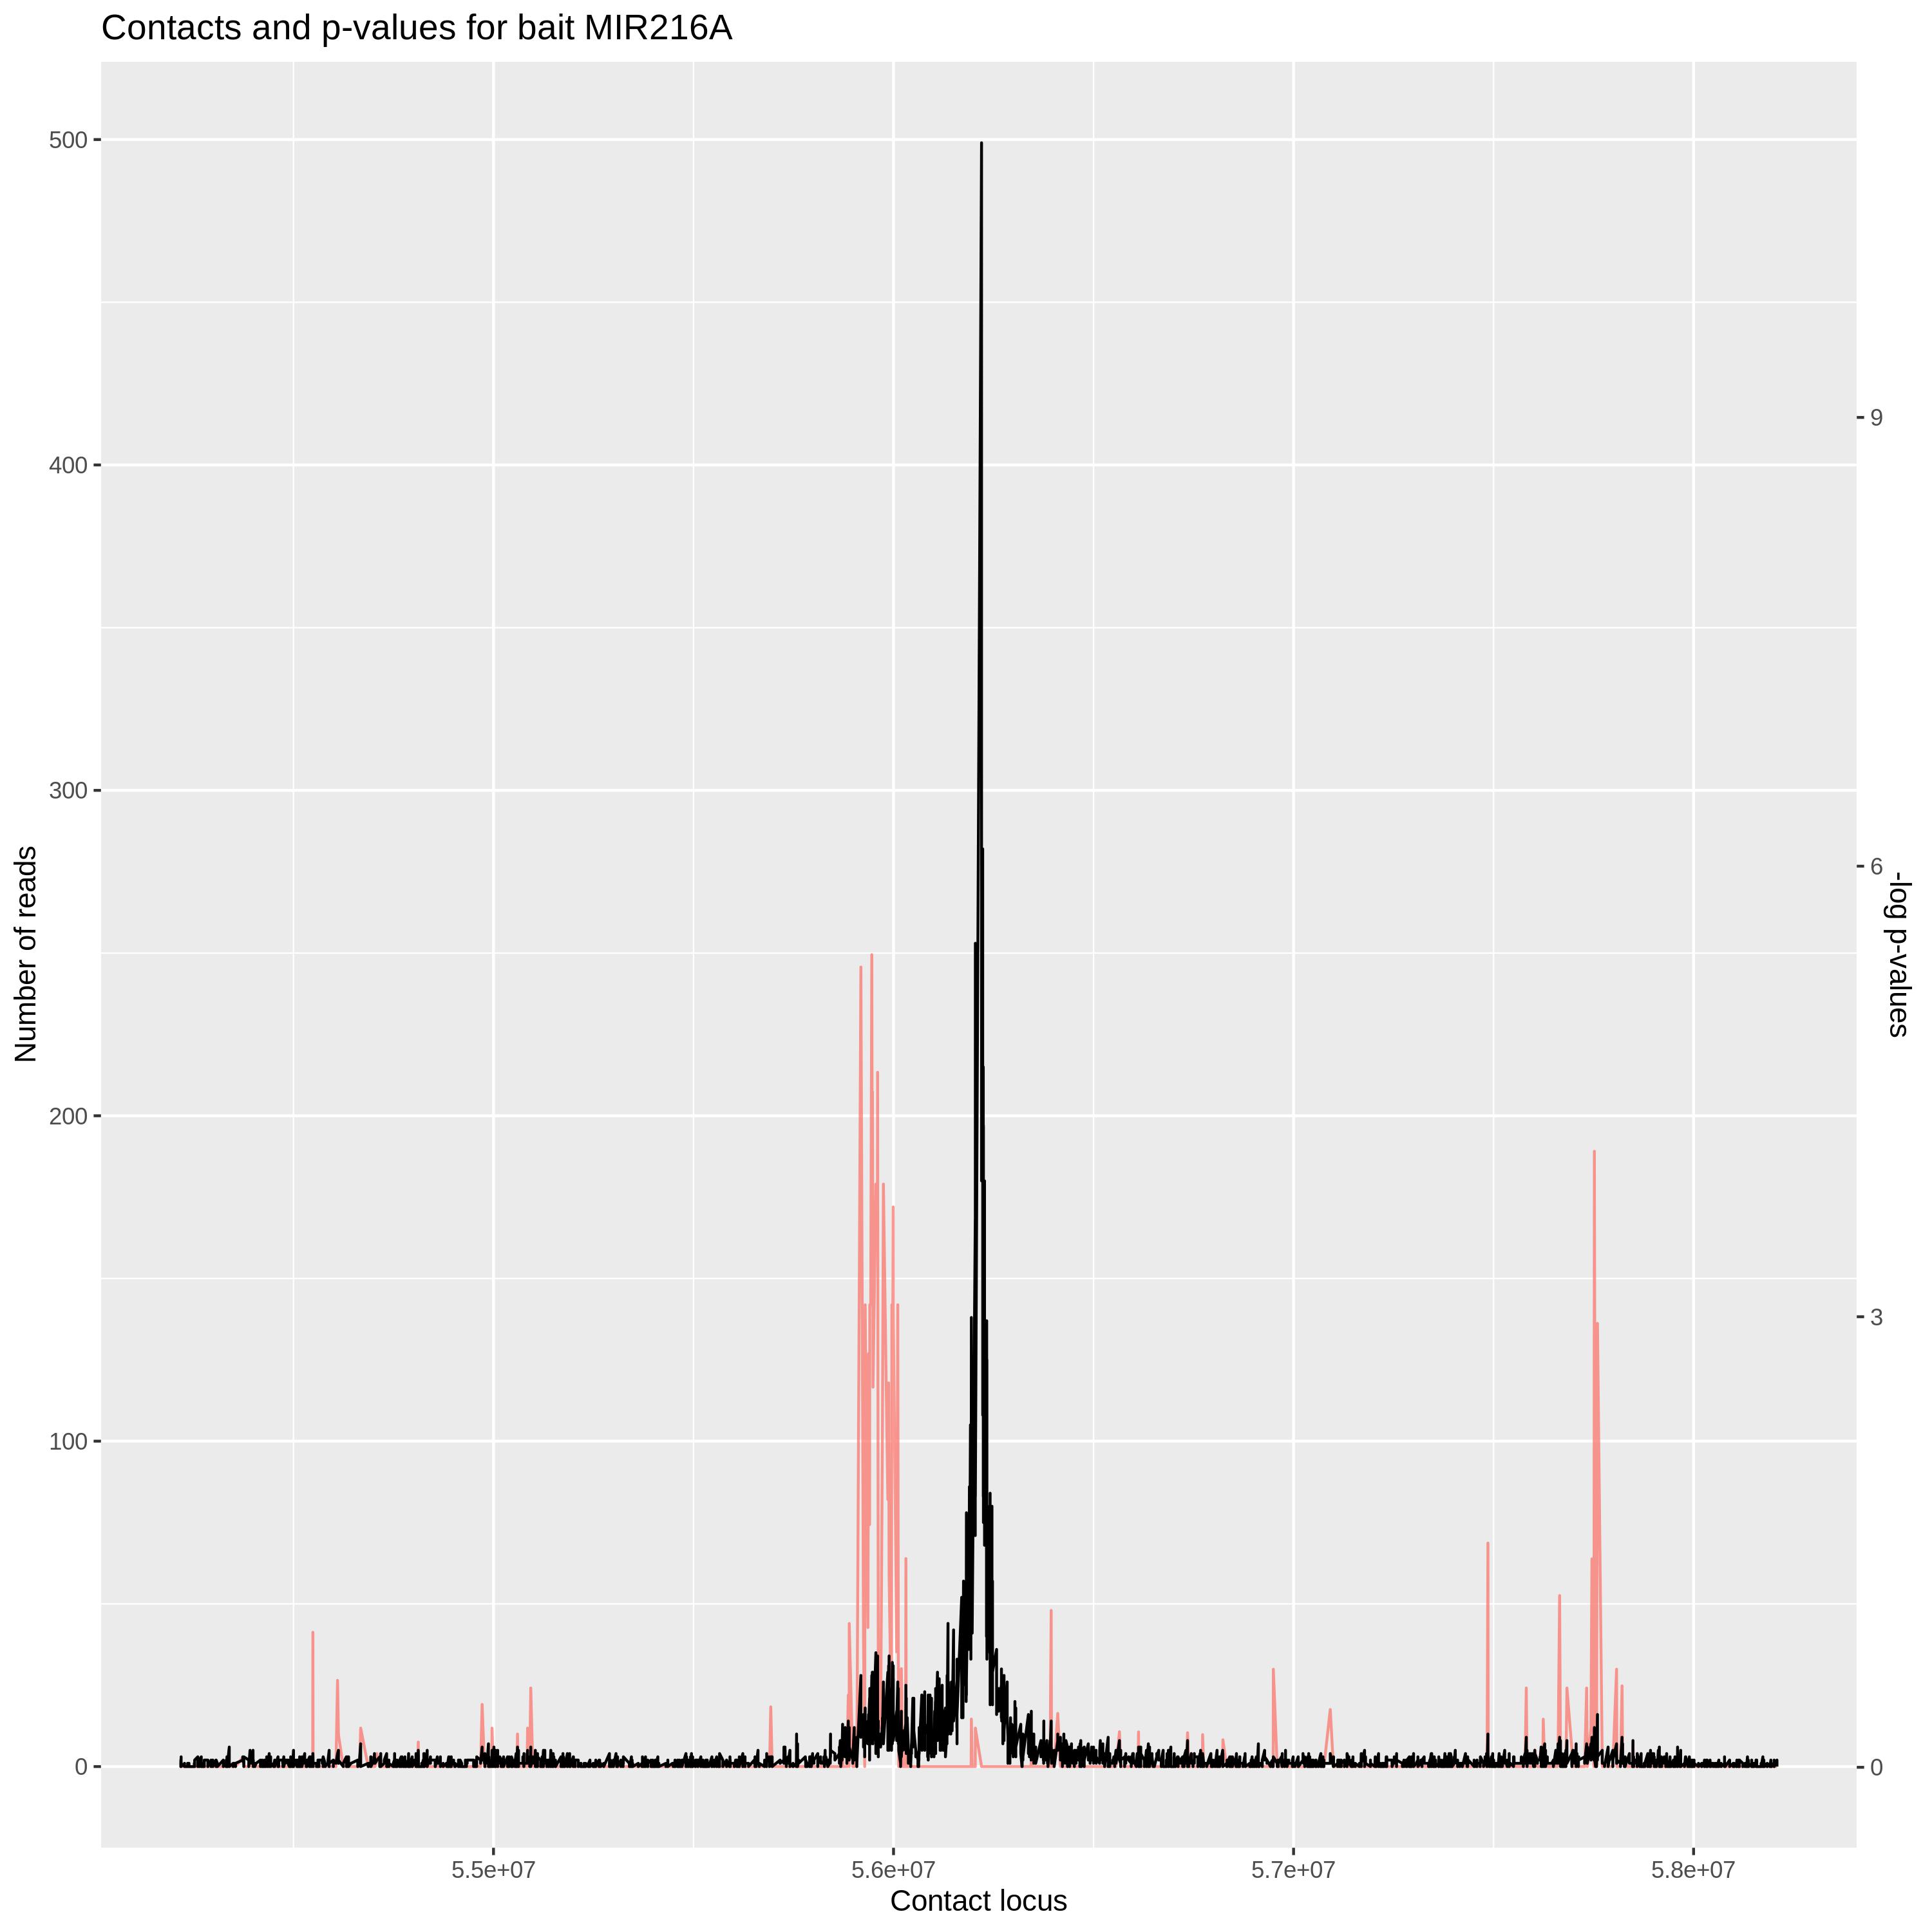 Contacts and p-values for bait MIR216A
500
400
300
200
100
0
Number of reads
9
6
3
0
-log p-values
5.5e+07
5.6e+07
5.7e+07
5.8e+07
Contact locus